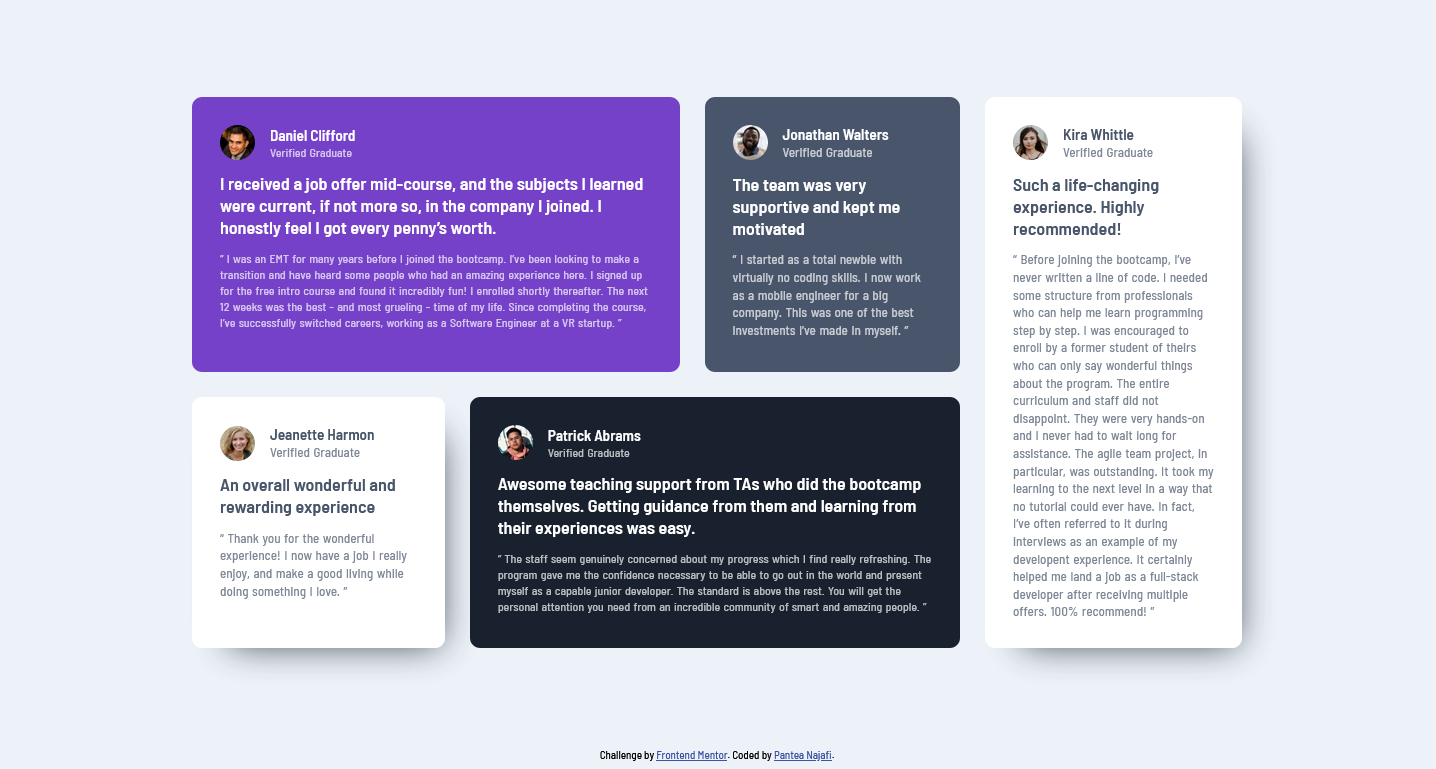 Daniel Clifford
Verified Graduate
I received a job offer mid-course, and the subjects I learned
were current, if not more so, in the company I joined. I
honestly feel I got every penny’s worth.
“ I was an EMT for many years before I joined the bootcamp. I’ve been looking to make a
transition and have heard some people who had an amazing experience here. I signed up
for the free intro course and found it incredibly fun! I enrolled shortly thereafter. The next
12 weeks was the best - and most grueling - time of my life. Since completing the course,
I’ve successfully switched careers, working as a Software Engineer at a VR startup. ”
Jonathan Walters
Verified Graduate
The team was very
supportive and kept me
motivated
“ I started as a total newbie with
virtually no coding skills. I now work
as a mobile engineer for a big
company. This was one of the best
investments I’ve made in myself. ”
Kira Whittle
Verified Graduate
Such a life-changing
experience. Highly
recommended!
“ Before joining the bootcamp, I’ve
never written a line of code. I needed
some structure from professionals
who can help me learn programming
step by step. I was encouraged to
enroll by a former student of theirs
who can only say wonderful things
about the program. The entire
curriculum and staff did not
disappoint. They were very hands-on
and I never had to wait long for
assistance. The agile team project, in
particular, was outstanding. It took my
learning to the next level in a way that
no tutorial could ever have. In fact,
I’ve often referred to it during
interviews as an example of my
developent experience. It certainly
helped me land a job as a full-stack
developer after receiving multiple
offers. 100% recommend! ”
Jeanette Harmon
Verified Graduate
An overall wonderful and
rewarding experience
“ Thank you for the wonderful
experience! I now have a job I really
enjoy, and make a good living while
doing something I love. ”
Patrick Abrams
Verified Graduate
Awesome teaching support from TAs who did the bootcamp
themselves. Getting guidance from them and learning from
their experiences was easy.
“ The staff seem genuinely concerned about my progress which I find really refreshing. The
program gave me the confidence necessary to be able to go out in the world and present
myself as a capable junior developer. The standard is above the rest. You will get the
personal attention you need from an incredible community of smart and amazing people. ”
Challenge by Frontend Mentor. Coded by Pantea Najafi.